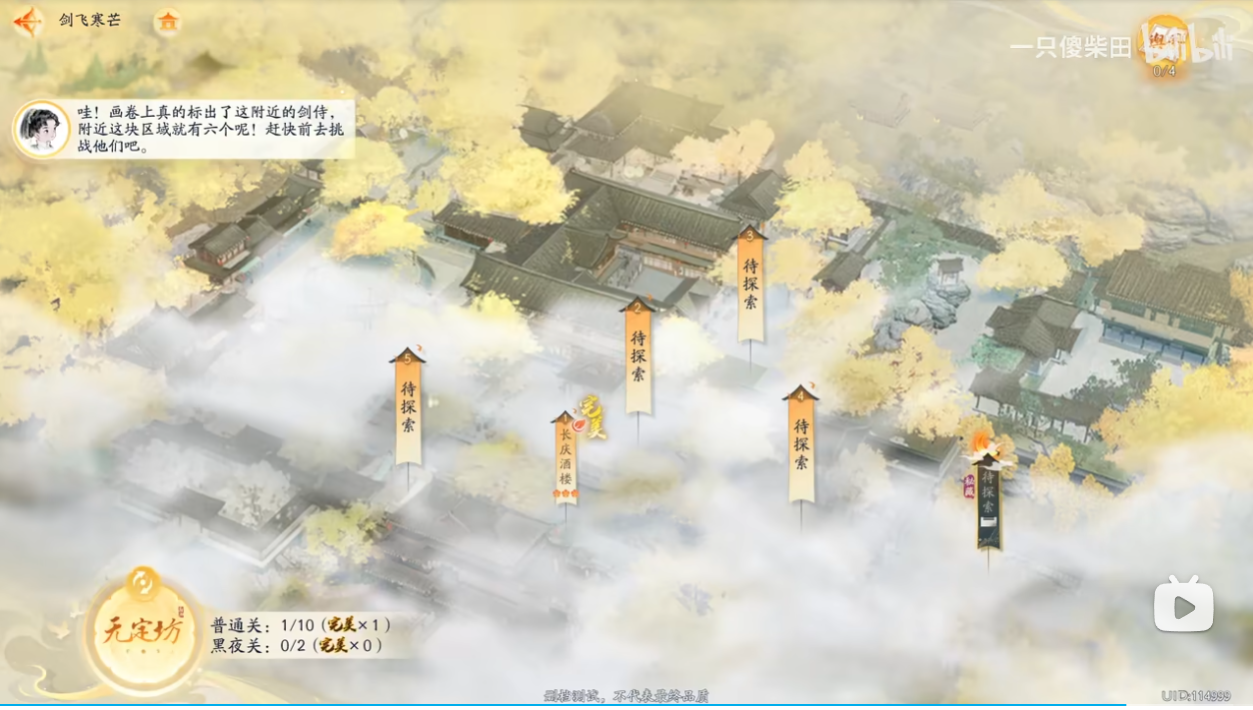 剑飞寒芒
一只傻柴田
bilibili
0/4
哇！画卷上真的标出了这附近的剑侍，
附近这块区域就有六个呢！赶快前去挑
战他们吧。
3
待探索
2
待探索
5
待探索
4
待探索
1
长庆酒楼
完美
待探索
无定坊
普通关：1/10 (完美×1)
黑夜关：0/2 (完美×0)
UID:114999